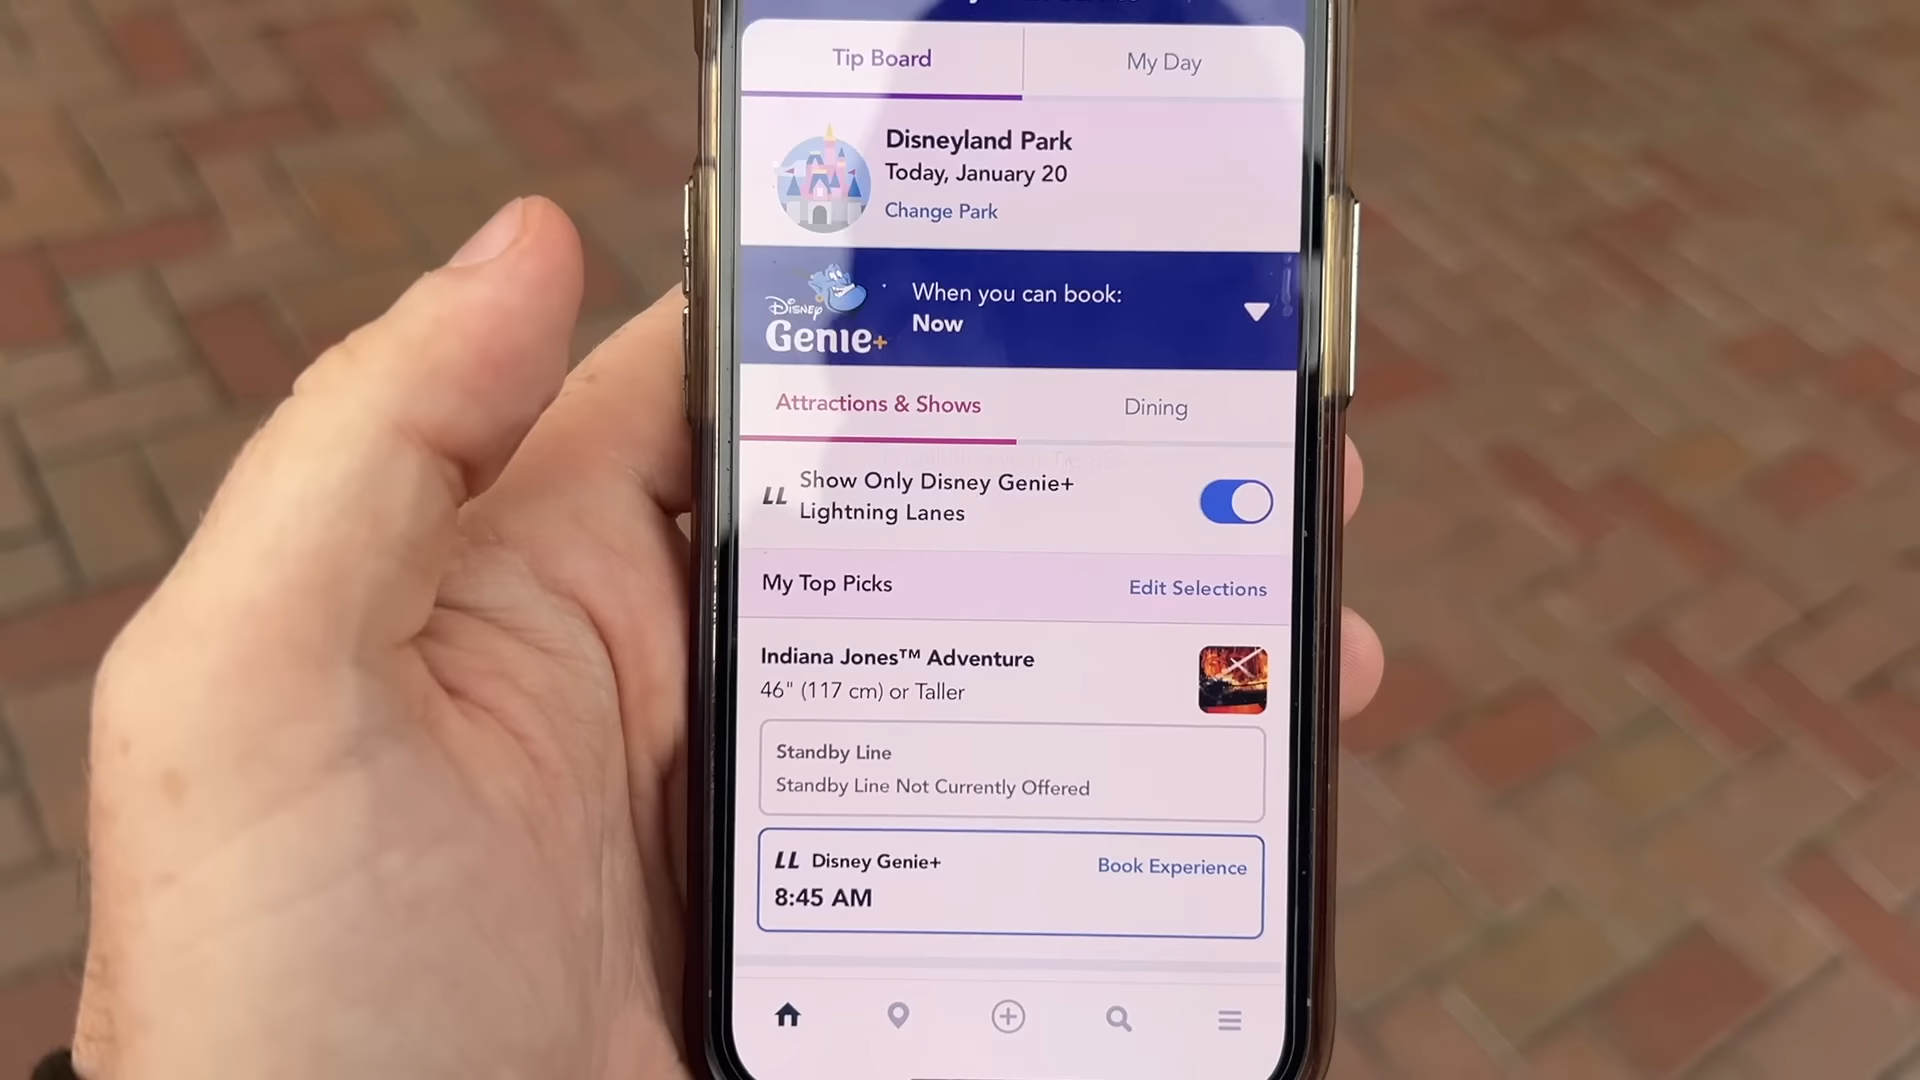 Tip Board
My Day
Disneyland Park
Today, January 20
Change Park
Disney
Genie+
When you can book:
Now
Attractions & Shows
Dining
LL
Show Only Disney Genie+
Lightning Lanes
My Top Picks
Edit Selections
Indiana Jones™ Adventure
46" (117 cm) or Taller
Standby Line
Standby Line Not Currently Offered
LL Disney Genie+
Book Experience
8:45 AM